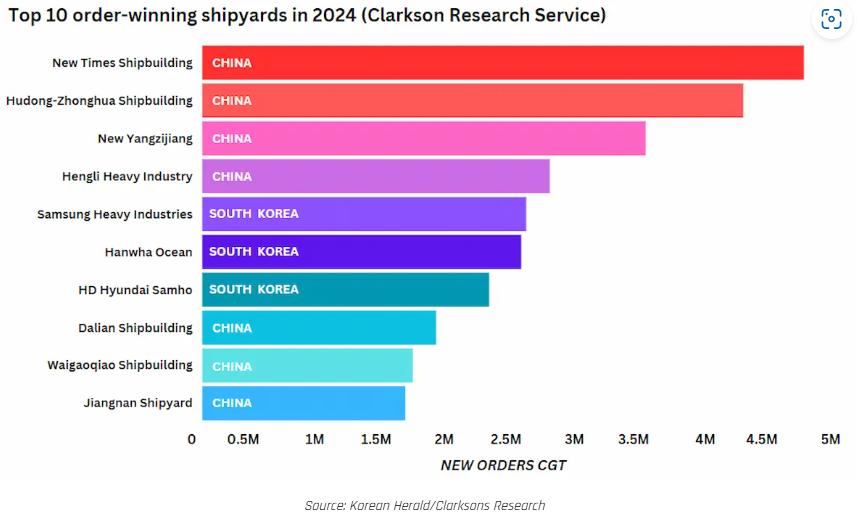 Top 10 order-winning shipyards in 2024 (Clarkson Research Service)
New Times Shipbuilding CHINA
Hudong-Zhonghua Shipbuilding CHINA
New Yangzijiang CHINA
Hengli Heavy Industry CHINA
Samsung Heavy Industries SOUTH KOREA
Hanwha Ocean SOUTH KOREA
HD Hyundai Samho SOUTH KOREA
Dalian Shipbuilding CHINA
Waigaoqiao Shipbuilding CHINA
Jiangnan Shipyard CHINA
0 0.5M 1M 1.5M 2M 2.5M 3M 3.5M 4M 4.5M 5M
NEW ORDERS CGT
Source: Korean Herald/Clarksons Research